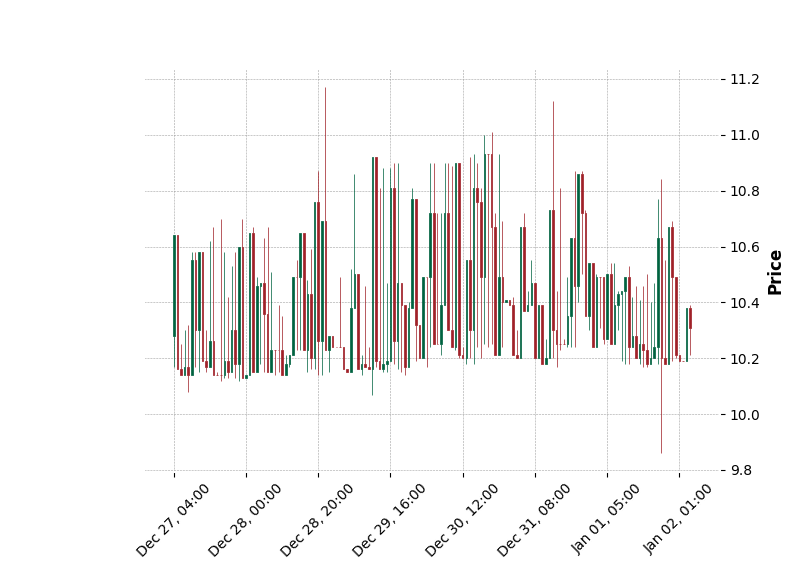 11.2
11.0
10.8
10.6
10.4
10.2
10.0
9.8
Price
Dec 27, 04:00
Dec 28, 00:00
Dec 28, 20:00
Dec 29, 16:00
Dec 30, 12:00
Dec 31, 08:00
Jan 01, 05:00
Jan 02, 01:00